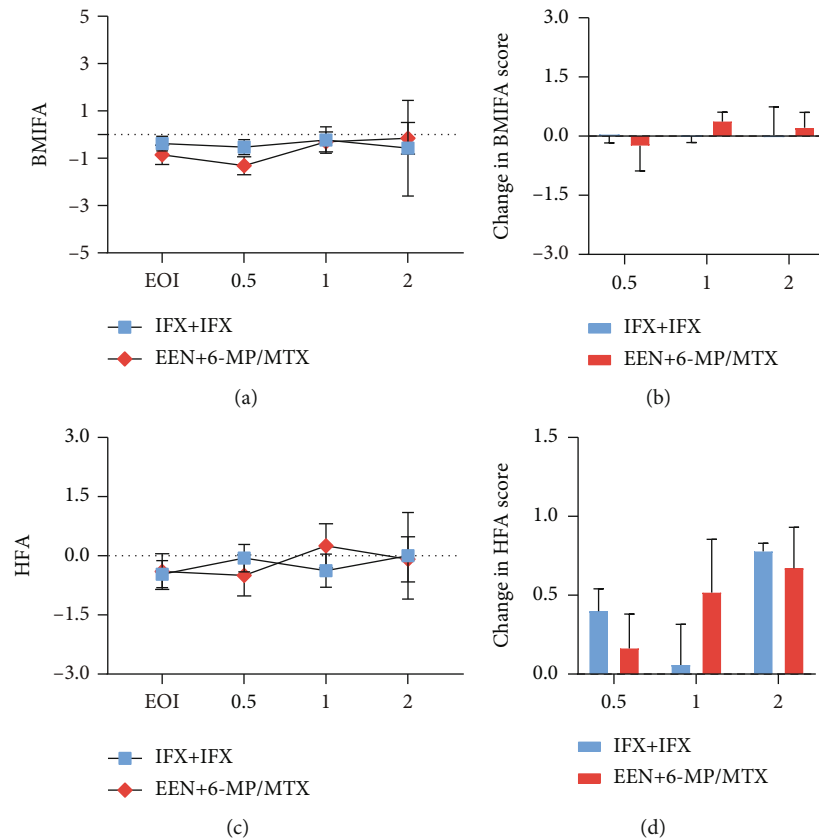 5
3
1
−1
−3
−5
BMIFA
EOI 0.5 1 2
IFX+IFX
EEN+6-MP/MTX
(a)
3.0
1.5
0.0
−1.5
−3.0
Change in BMIFA score
0.5 1 2
IFX+IFX
EEN+6-MP/MTX
(b)
3.0
1.5
0.0
−1.5
−3.0
HFA
EOI 0.5 1 2
IFX+IFX
EEN+6-MP/MTX
(c)
1.5
1.0
0.5
0.0
Change in HFA score
0.5 1 2
IFX+IFX
EEN+6-MP/MTX
(d)